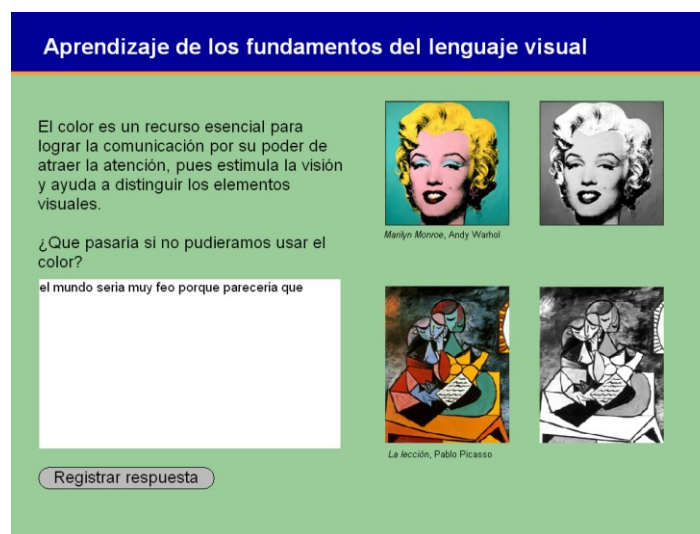 Aprendizaje de los fundamentos del lenguaje visual
El color es un recurso esencial para
lograr la comunicación por su poder de
atraer la atención, pues estimula la visión
y ayuda a distinguir los elementos
visuales.
¿Que pasaria si no pudieramos usar el
color?
el mundo seria muy feo porque pareceria que
Registrar respuesta
Marilyn Monroe, Andy Warhol
La lección, Pablo Picasso